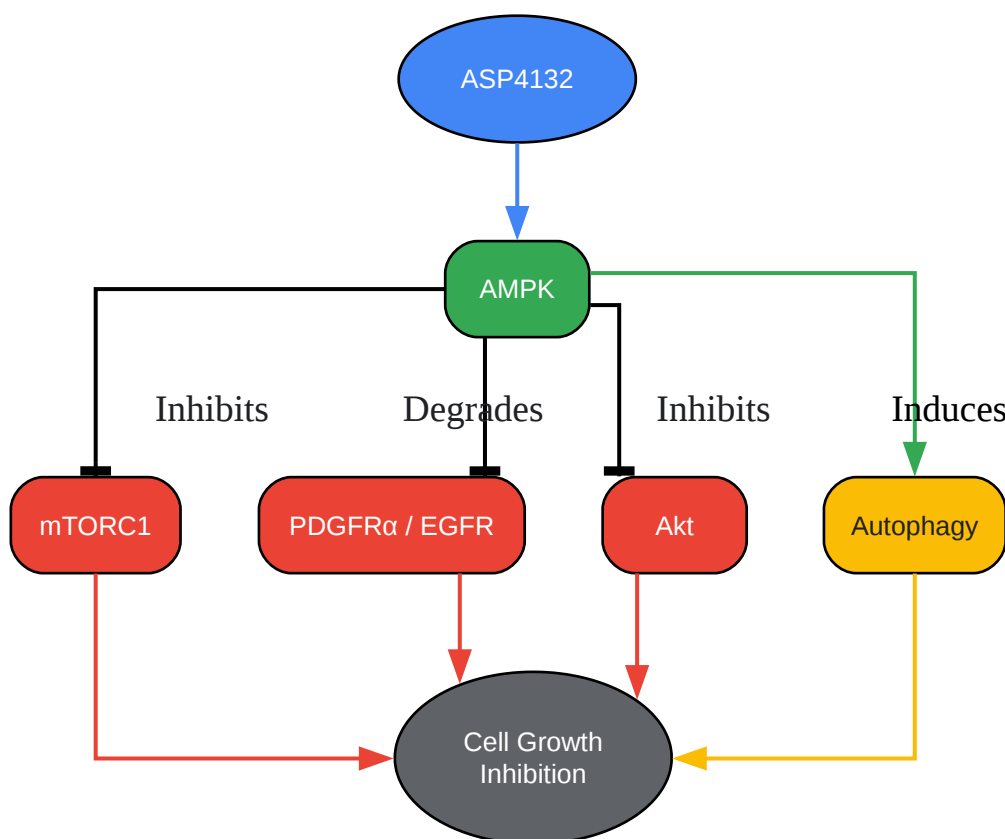 ASP4132
AMPK
Inhibits
Degrades
Inhibits
Induces
mTORC1
PDGFRα / EGFR
Akt
Autophagy
Cell Growth
Inhibition